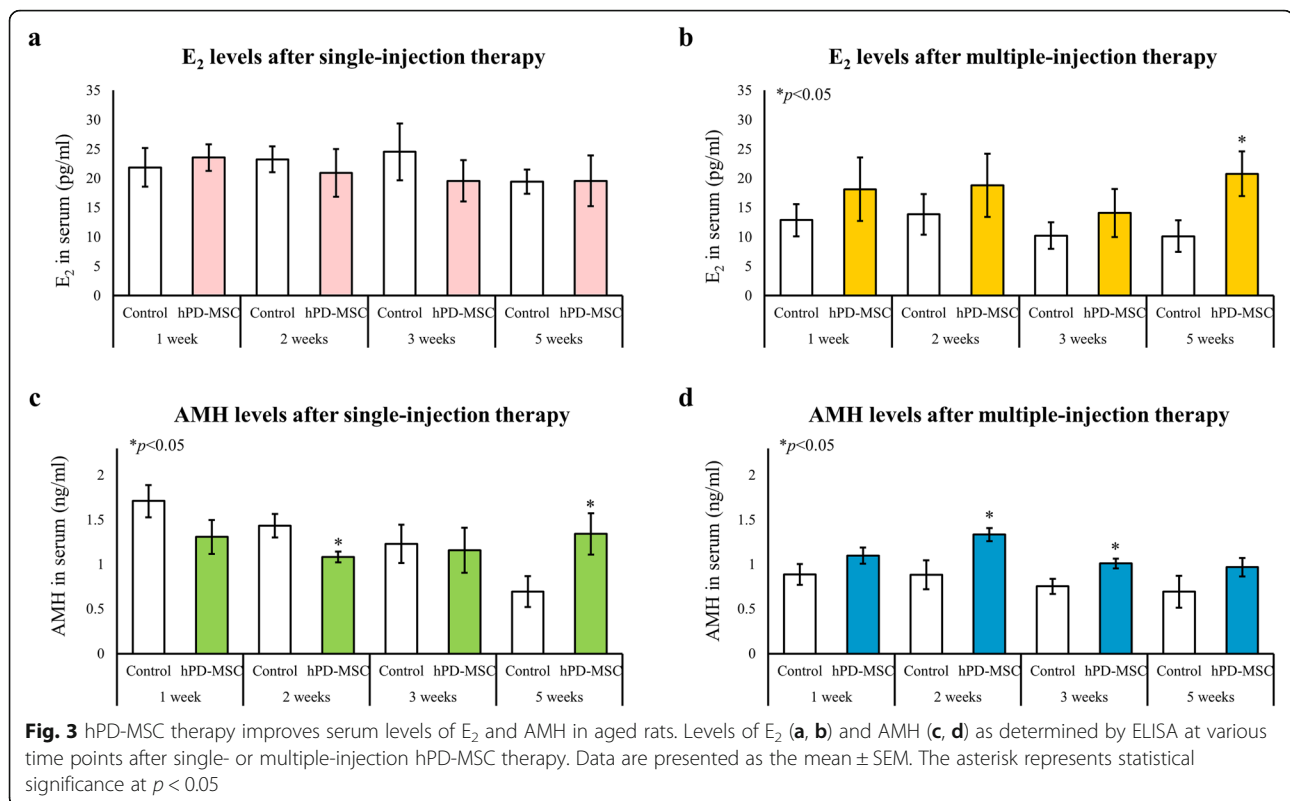 a
E₂ levels after single-injection therapy
E₂ in serum (pg/ml)
35
30
25
20
15
10
5
0
Control hPD-MSC Control hPD-MSC Control hPD-MSC Control hPD-MSC
1 week 2 weeks 3 weeks 5 weeks
b
E₂ levels after multiple-injection therapy
*p<0.05
E₂ in serum (pg/ml)
35
30
25
20
15
10
5
0
*
Control hPD-MSC Control hPD-MSC Control hPD-MSC Control hPD-MSC
1 week 2 weeks 3 weeks 5 weeks
c
AMH levels after single-injection therapy
*p<0.05
AMH in serum (ng/ml)
2
1.5
1
0.5
0
* *
Control hPD-MSC Control hPD-MSC Control hPD-MSC Control hPD-MSC
1 week 2 weeks 3 weeks 5 weeks
d
AMH levels after multiple-injection therapy
*p<0.05
AMH in serum (ng/ml)
2
1.5
1
0.5
0
* *
Control hPD-MSC Control hPD-MSC Control hPD-MSC Control hPD-MSC
1 week 2 weeks 3 weeks 5 weeks
Fig. 3 hPD-MSC therapy improves serum levels of E₂ and AMH in aged rats. Levels of E₂ (a, b) and AMH (c, d) as determined by ELISA at various
time points after single- or multiple-injection hPD-MSC therapy. Data are presented as the mean ± SEM. The asterisk represents statistical
significance at p < 0.05